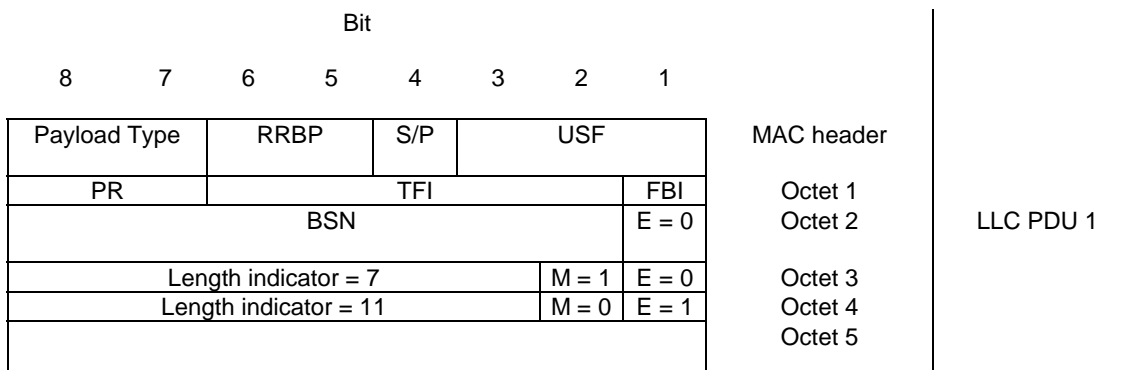 Bit
8 7 6 5 4 3 2 1
Payload Type RRBP S/P USF MAC header
PR TFI FBI Octet 1
BSN E = 0 Octet 2 LLC PDU 1
Length indicator = 7 M = 1 E = 0 Octet 3
Length indicator = 11 M = 0 E = 1 Octet 4
Octet 5